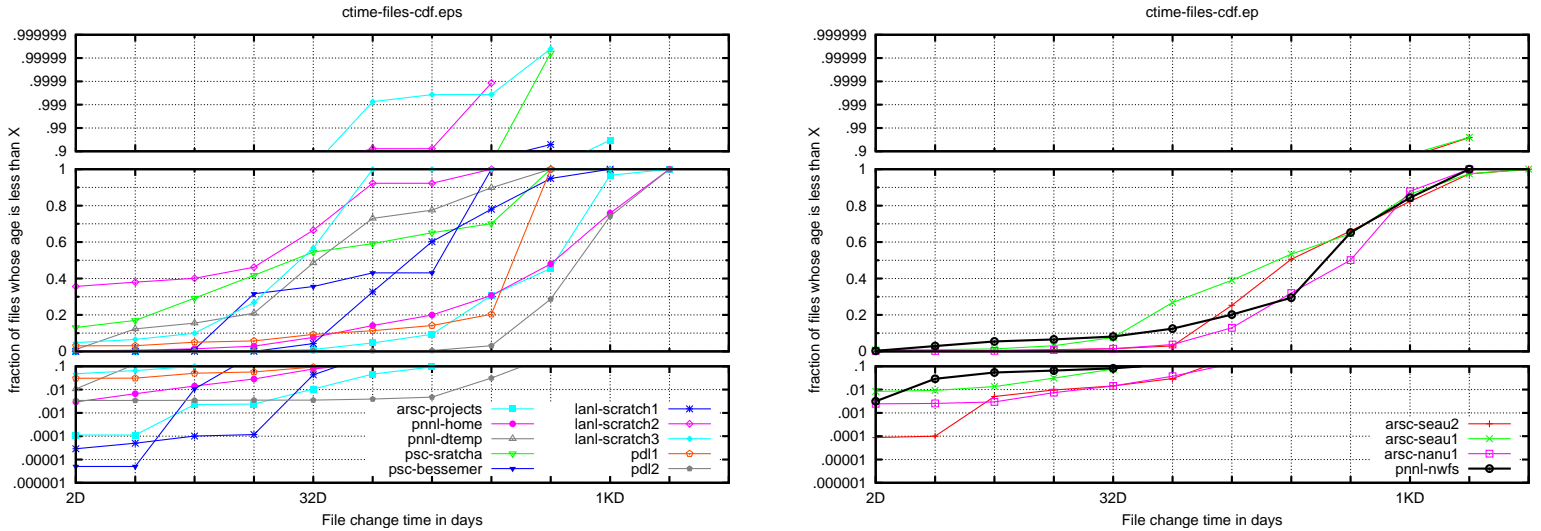 ctime-files-cdf.eps
fraction of files whose age is less than X
.999999
.99999
.9999
.999
.99
.9
1
0.8
0.6
0.4
0.2
0
.1
.01
.001
.0001
.00001
.000001
2D
32D
1KD
File change time in days
arsc-projects
pnnl-home
pnnl-dtemp
psc-sratcha
psc-bessemer
lanl-scratch1
lanl-scratch2
lanl-scratch3
pdl1
pdl2
ctime-files-cdf.ep
fraction of files whose age is less than X
.999999
.99999
.9999
.999
.99
.9
1
0.8
0.6
0.4
0.2
0
.1
.01
.001
.0001
.00001
.000001
2D
32D
1KD
File change time in days
arsc-seau2
arsc-seau1
arsc-nanu1
pnnl-nwfs